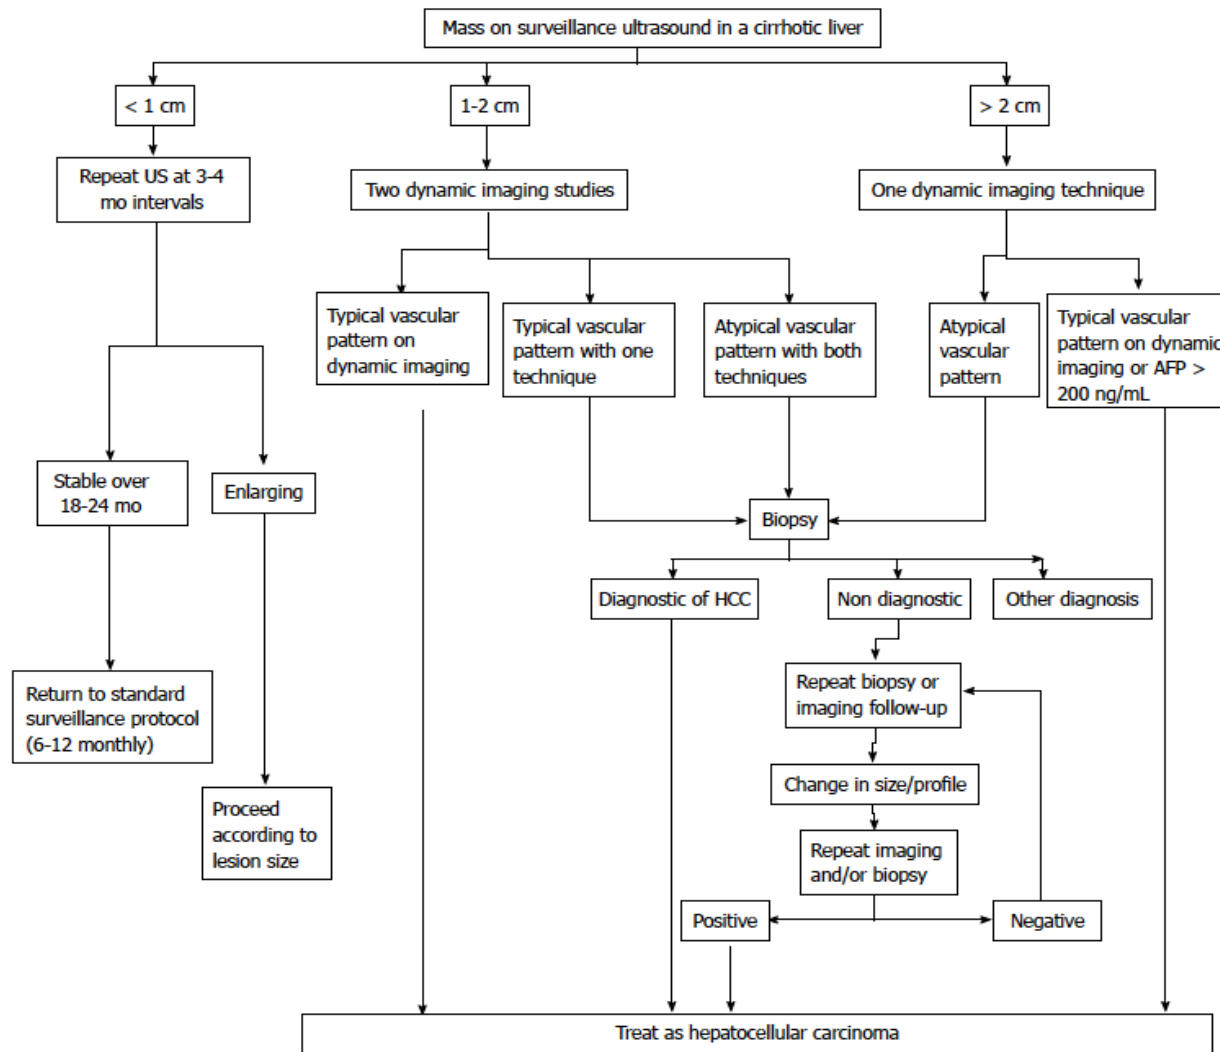 Mass on surveillance ultrasound in a cirrhotic liver
< 1 cm
1-2 cm
> 2 cm
Repeat US at 3-4
mo intervals
Two dynamic imaging studies
One dynamic imaging technique
Typical vascular
pattern on
dynamic imaging
Typical vascular
pattern with one
technique
Atypical vascular
pattern with both
techniques
Atypical
vascular
pattern
Typical vascular
pattern on dynamic
imaging or AFP >
200 ng/mL
Stable over
18-24 mo
Enlarging
Biopsy
Diagnostic of HCC
Non diagnostic
Other diagnosis
Return to standard
surveillance protocol
(6-12 monthly)
Repeat biopsy or
imaging follow-up
Change in size/profile
Proceed
according to
lesion size
Repeat imaging
and/or biopsy
Positive
Negative
Treat as hepatocellular carcinoma